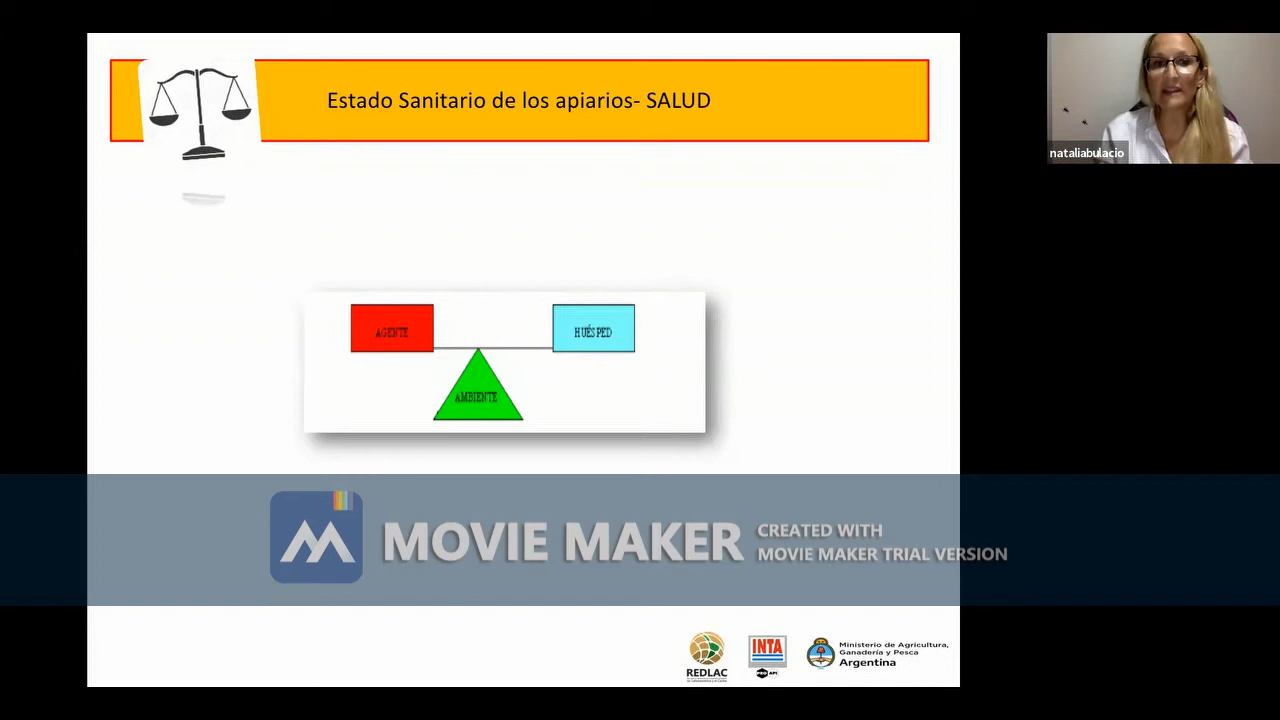 Estado Sanitario de los apiarios- SALUD
nataliabulacio
AGENTE
HUÉSPED
AMBIENTE
MOVIE MAKER
CREATED WITH
MOVIE MAKER TRIAL VERSION
REDLAC
INTA
PROAPI
Ministerio de Agricultura,
Ganadería y Pesca
Argentina